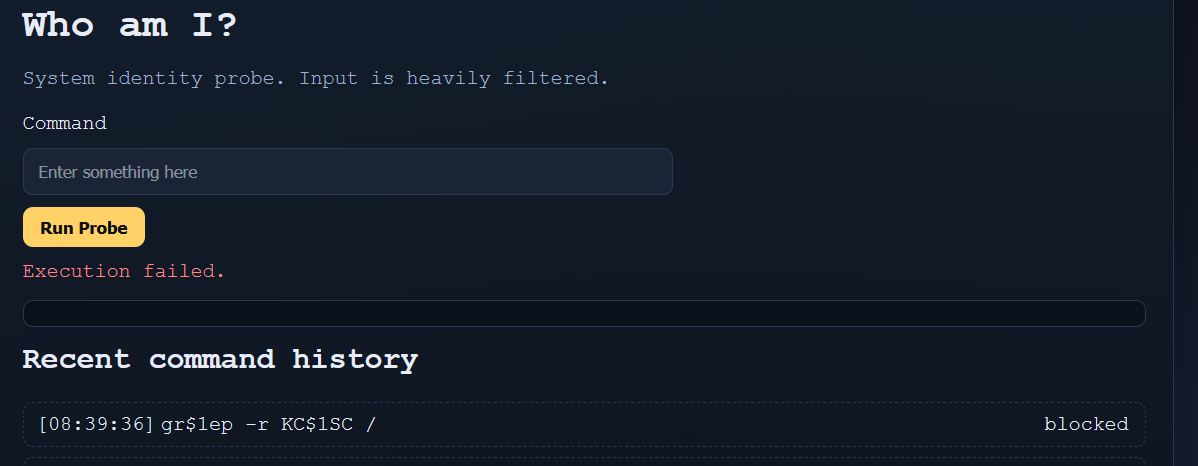 Who am I?
System identity probe. Input is heavily filtered.
Command
Enter something here
Run Probe
Execution failed.
Recent command history
[08:39:36] gr$1ep -r KC$1SC / blocked